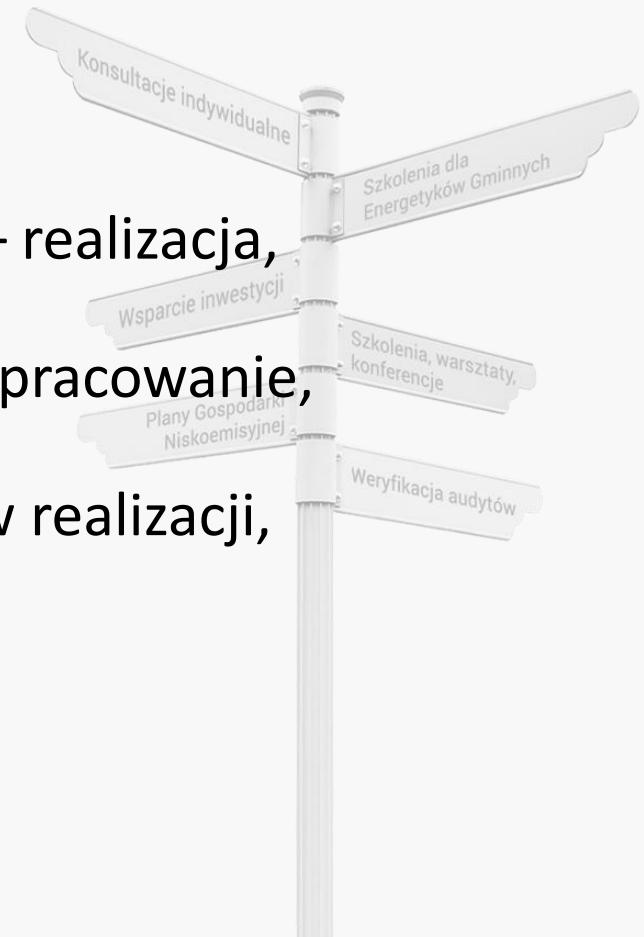 Konsultacje indywidualne
Szkolenia dla
Energetyków Gminnych
- realizacja,
Wsparcie inwestycji
Szkolenia, warsztaty,
konferencje
pracowanie,
Plany Gospodarki
Niskoemisyjnej
Weryfikacja audytów
w realizacji,